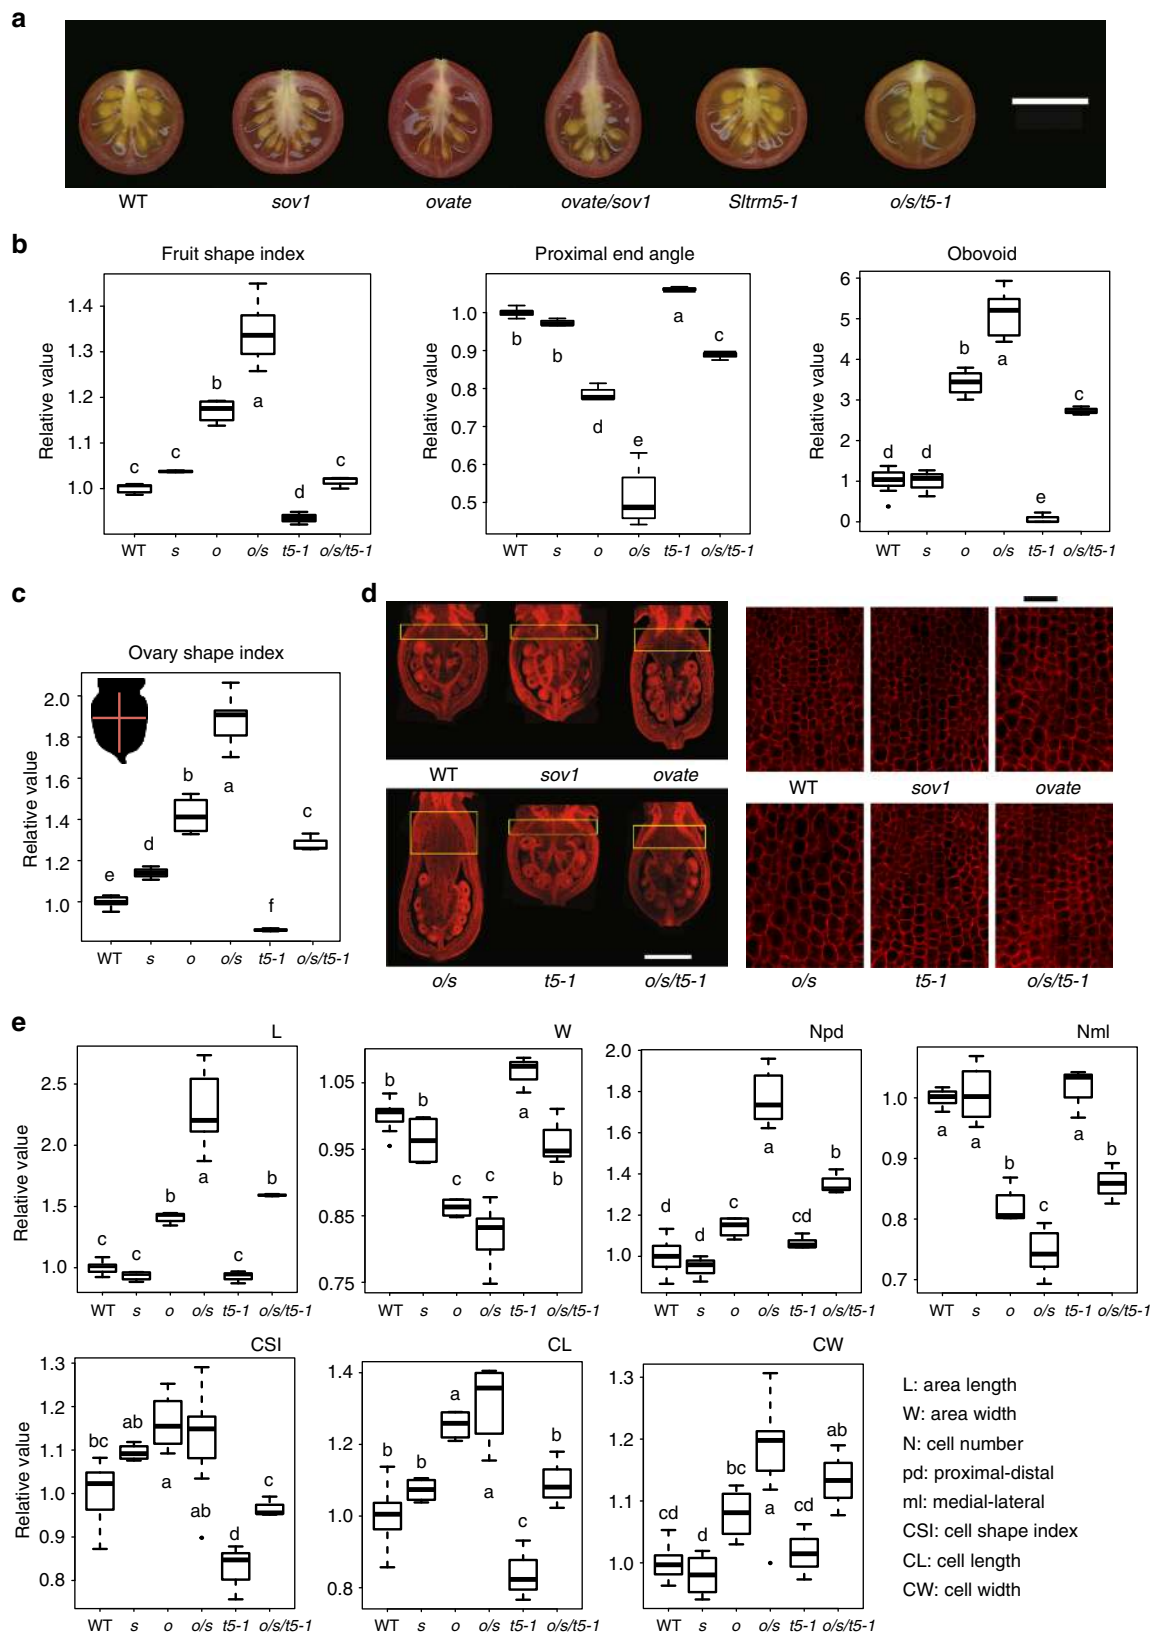 a
WT sov1 ovate ovate/sov1 Sltrm5-1 o/s/t5-1
b
Fruit shape index
Relative value
1.4
1.3
1.2
1.1
1.0
c c b a d c
WT s o o/s t5-1 o/s/t5-1
Proximal end angle
Relative value
1.0
0.9
0.8
0.7
0.6
0.5
b b d e a c
WT s o o/s t5-1 o/s/t5-1
Obovoid
Relative value
6
5
4
3
2
1
0
d d b a e c
WT s o o/s t5-1 o/s/t5-1
c
Ovary shape index
Relative value
2.0
1.8
1.6
1.4
1.2
1.0
e d b a f c
WT s o o/s t5-1 o/s/t5-1
d
WT sov1 ovate
o/s t5-1 o/s/t5-1
WT sov1 ovate
o/s t5-1 o/s/t5-1
e
L
Relative value
2.5
2.0
1.5
1.0
c c b a c b
WT s o o/s t5-1 o/s/t5-1
W
1.05
0.95
0.85
0.75
b b c c a b
WT s o o/s t5-1 o/s/t5-1
Npd
2.0
1.8
1.6
1.4
1.2
1.0
d d c a cd b
WT s o o/s t5-1 o/s/t5-1
Nml
1.0
0.9
0.8
0.7
a a b c a b
WT s o o/s t5-1 o/s/t5-1
CSI
Relative value
1.3
1.2
1.1
1.0
0.9
0.8
bc ab a ab d c
WT s o o/s t5-1 o/s/t5-1
CL
1.4
1.2
1.0
0.8
b b a a c b
WT s o o/s t5-1 o/s/t5-1
CW
1.3
1.2
1.1
1.0
cd d bc a cd ab
WT s o o/s t5-1 o/s/t5-1
L: area length
W: area width
N: cell number
pd: proximal-distal
ml: medial-lateral
CSI: cell shape index
CL: cell length
CW: cell width